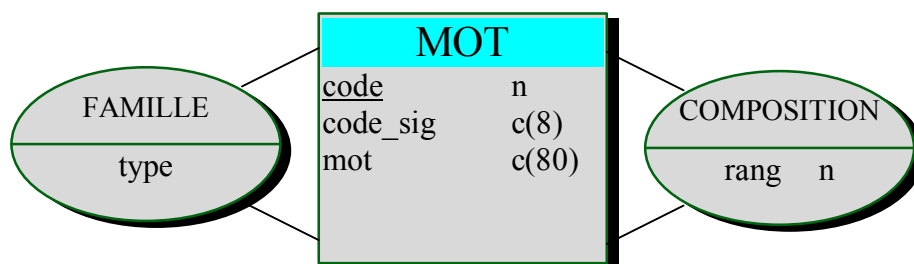 MOT
code n
code_sig c(8)
mot c(80)
FAMILLE
type
COMPOSITION
rang n